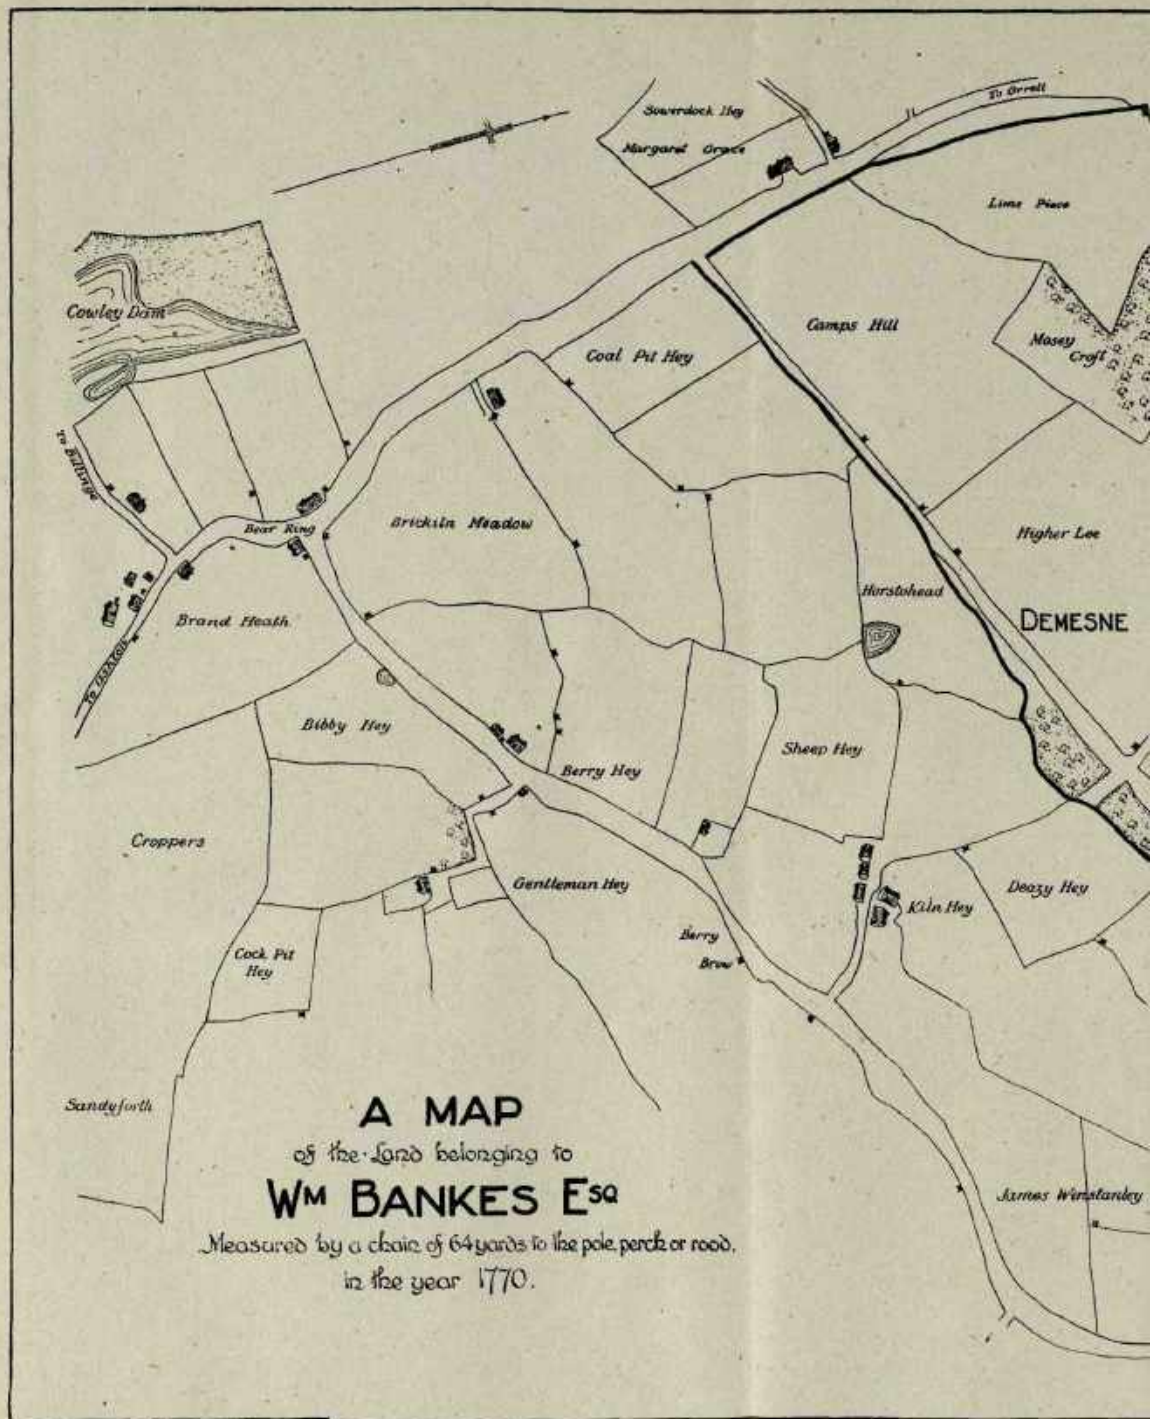 To Orrell
Sowerdock Hey
Margaret Grace
Lime Piece
Cowley Dam
Camps Hill
Coal Pit Hey
Mosey
Croft
To Billinge
Bear Ring
Brickiln Meadow
Higher Lee
Horstohead
Brand Heath
DEMESNE
To Ashton
Bibby Hey
Sheep Hey
Berry Hey
Croppers
Gentleman Hey
Deazy Hey
Kiln Hey
Berry
Brow
Cock Pit
Hey
Sandyforth
A MAP
of the Land belonging to
WM BANKES ESQ
Measured by a chain of 64 yards to the pole, perch or rood.
in the year 1770.
James Winstanley